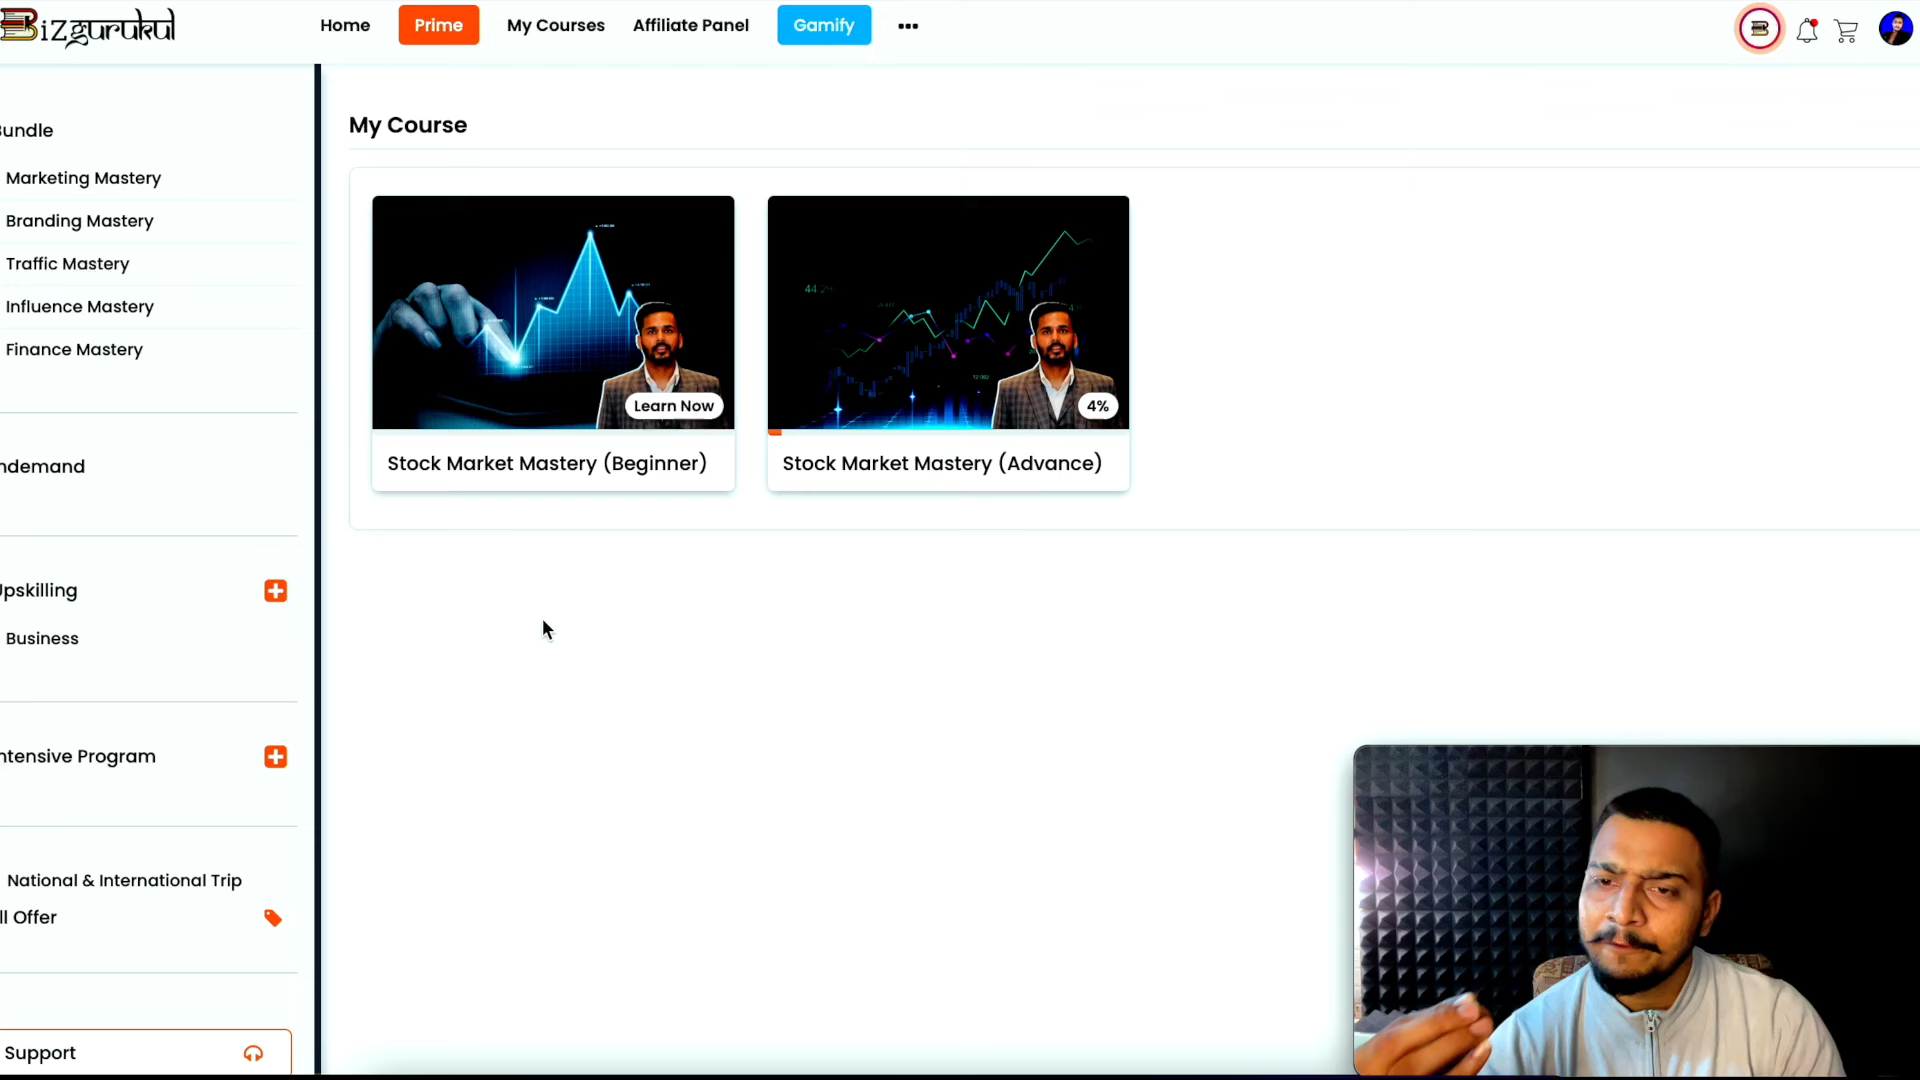 Bizgurukul
Home
Prime
My Courses
Affiliate Panel
Gamify
•••
undle
Marketing Mastery
Branding Mastery
Traffic Mastery
Influence Mastery
Finance Mastery
ndemand
pskilling
Business
ntensive Program
National & International Trip
ll Offer
Support
My Course
Learn Now
Stock Market Mastery (Beginner)
4%
Stock Market Mastery (Advance)